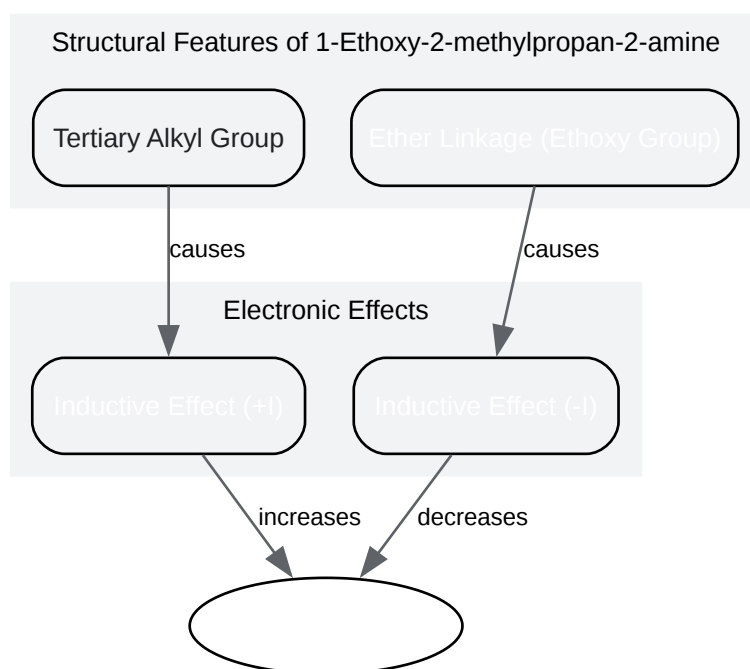 Structural Features of 1-Ethoxy-2-methylpropan-2-amine
Tertiary Alkyl Group
Ether Linkage (Ethoxy Group)
causes
causes
Electronic Effects
Inductive Effect (+I)
Inductive Effect (-I)
increases
decreases